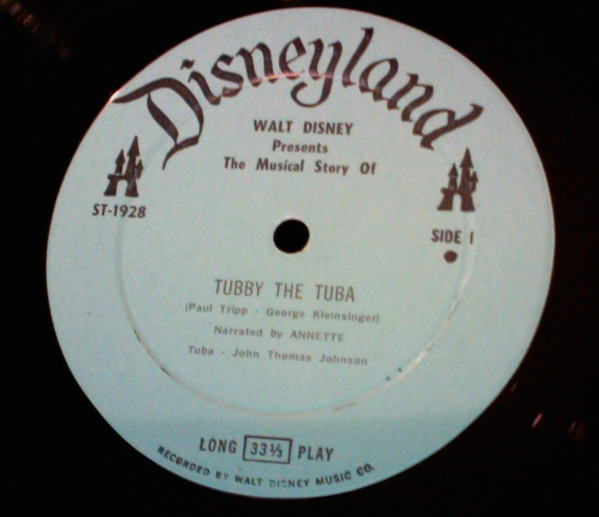 Disneyland
WALT DISNEY
Presents
The Musical Story Of
ST-1928
SIDE 1
TUBBY THE TUBA
(Paul Tripp - George Kleinsinger)
Narrated by ANNETTE
Tuba - John Thomas Johnson
LONG 33⅓ PLAY
RECORDED BY WALT DISNEY MUSIC CO.